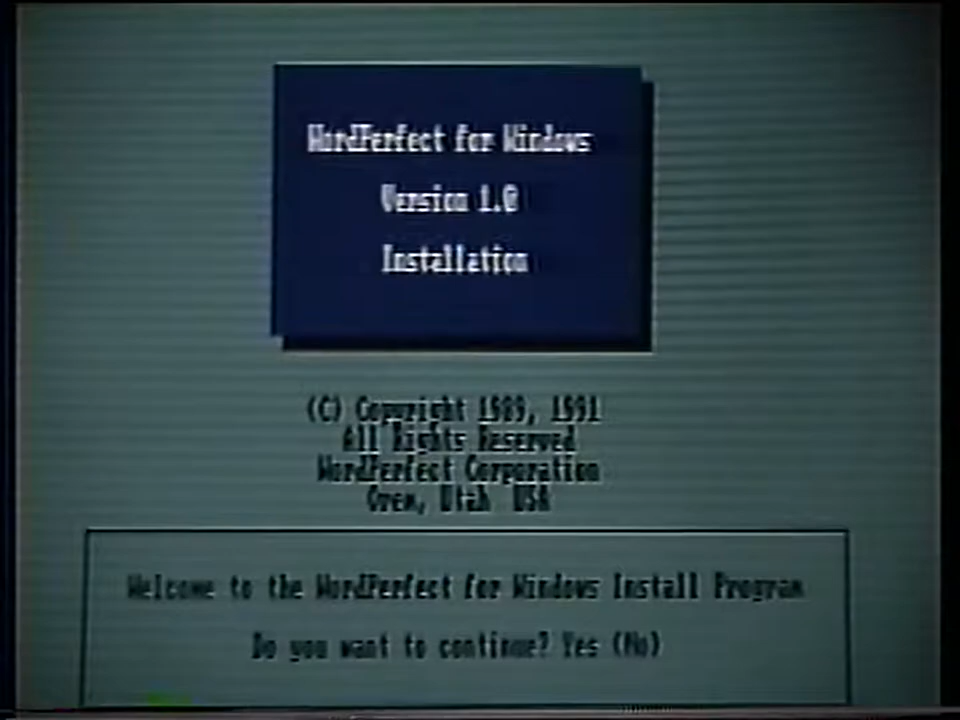 WordPerfect for Windows
Version 1.0
Installation
(C) Copyright 1989, 1991
All Rights Reserved
WordPerfect Corporation
Orem, Utah  USA
Welcome to the WordPerfect for Windows Install Program
Do you want to continue? Yes (No)